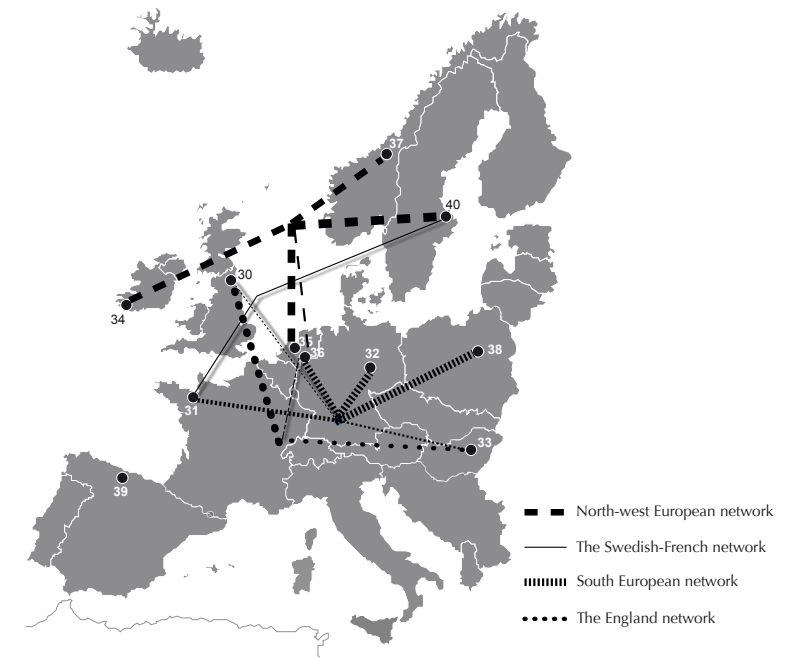 37
40
30
34
35
36
32
38
31
33
39
North-west European network
The Swedish-French network
South European network
The England network